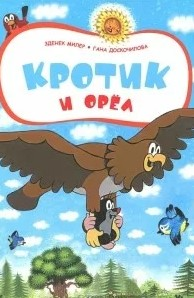 ЗДЕНЕК МИЛЕР • ГАНА ДОСКОЧИЛОВА
КРОТИК
И ОРЁЛ